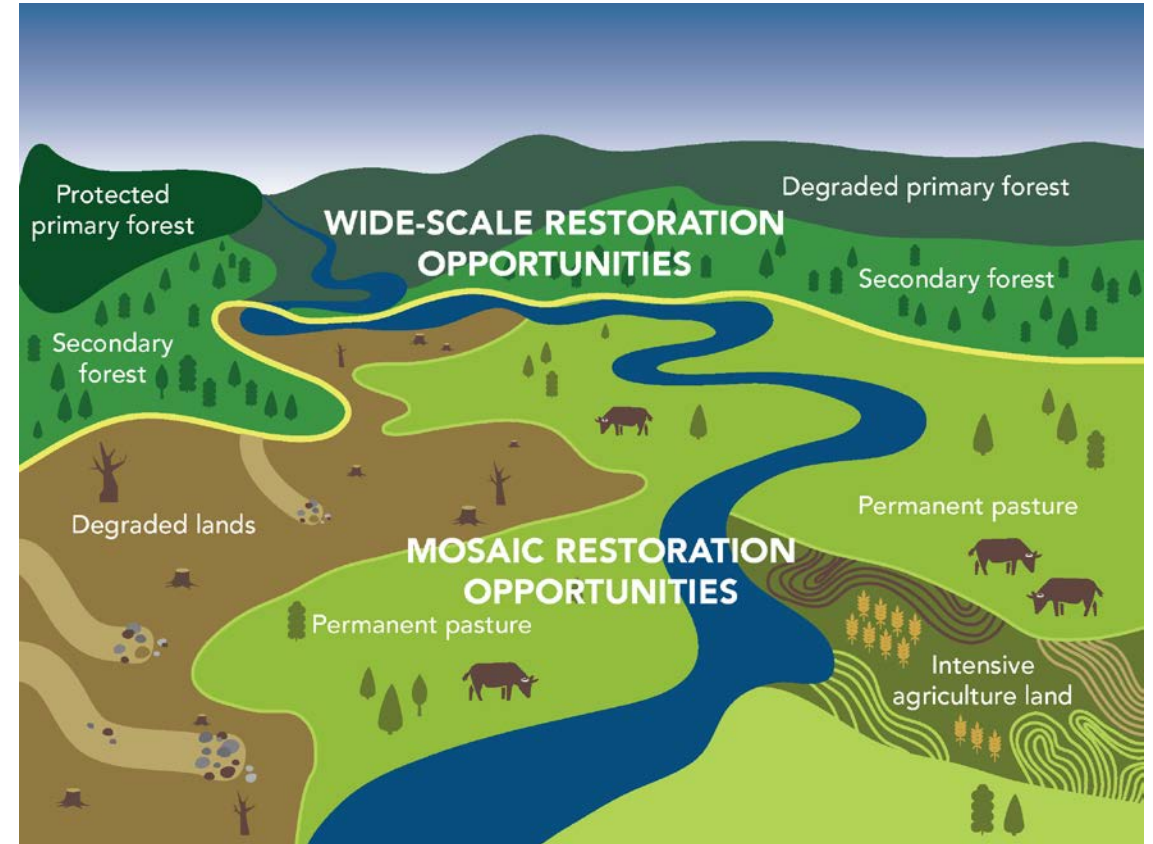 Protected
primary forest
Degraded primary forest
WIDE-SCALE RESTORATION
OPPORTUNITIES
Secondary forest
Secondary
forest
Degraded lands
Permanent pasture
MOSAIC RESTORATION
OPPORTUNITIES
Permanent pasture
Intensive
agriculture land